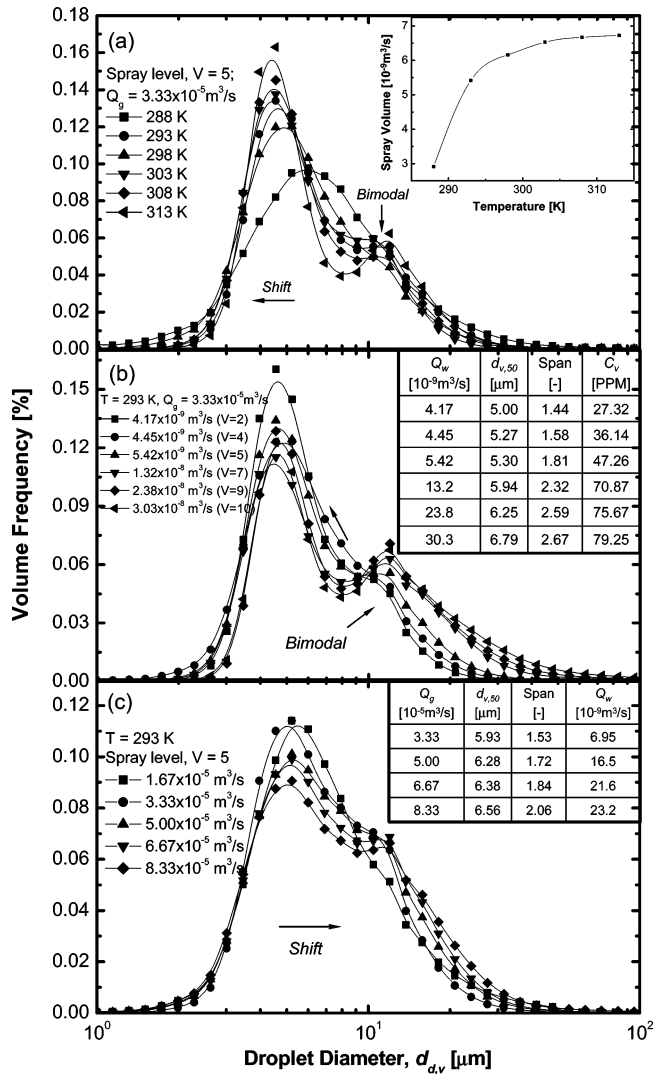 Volume Frequency [%]
0.18
0.16
0.14
0.12
0.10
0.08
0.06
0.04
0.02
0.00
(a)
Spray level, V = 5;
Q_g = 3.33x10⁻⁵m³/s
288 K
293 K
298 K
303 K
308 K
313 K
Shift
Bimodal
Spray Volume [10⁻⁹m³/s]
7
6
5
4
3
290 300 310
Temperature [K]
0.15
0.12
0.09
0.06
0.03
0.00
(b)
T = 293 K, Q_g = 3.33x10⁻⁵m³/s
4.17x10⁻⁹ m³/s (V=2)
4.45x10⁻⁹ m³/s (V=4)
5.42x10⁻⁹ m³/s (V=5)
1.32x10⁻⁸ m³/s (V=7)
2.38x10⁻⁸ m³/s (V=9)
3.03x10⁻⁸ m³/s (V=10)
Bimodal
Q_w d_v,50 Span C_v
[10⁻⁹m³/s] [μm] [-] [PPM]
4.17 5.00 1.44 27.32
4.45 5.27 1.58 36.14
5.42 5.30 1.81 47.26
13.2 5.94 2.32 70.87
23.8 6.25 2.59 75.67
30.3 6.79 2.67 79.25
0.12
0.10
0.08
0.06
0.04
0.02
0.00
(c)
T = 293 K
Spray level, V = 5
1.67x10⁻⁵ m³/s
3.33x10⁻⁵ m³/s
5.00x10⁻⁵ m³/s
6.67x10⁻⁵ m³/s
8.33x10⁻⁵ m³/s
Shift
Q_g d_v,50 Span Q_w
[10⁻⁵m³/s] [μm] [-] [10⁻⁹m³/s]
3.33 5.93 1.53 6.95
5.00 6.28 1.72 16.5
6.67 6.38 1.84 21.6
8.33 6.56 2.06 23.2
10⁰ 10¹ 10²
Droplet Diameter, d_d,v [μm]